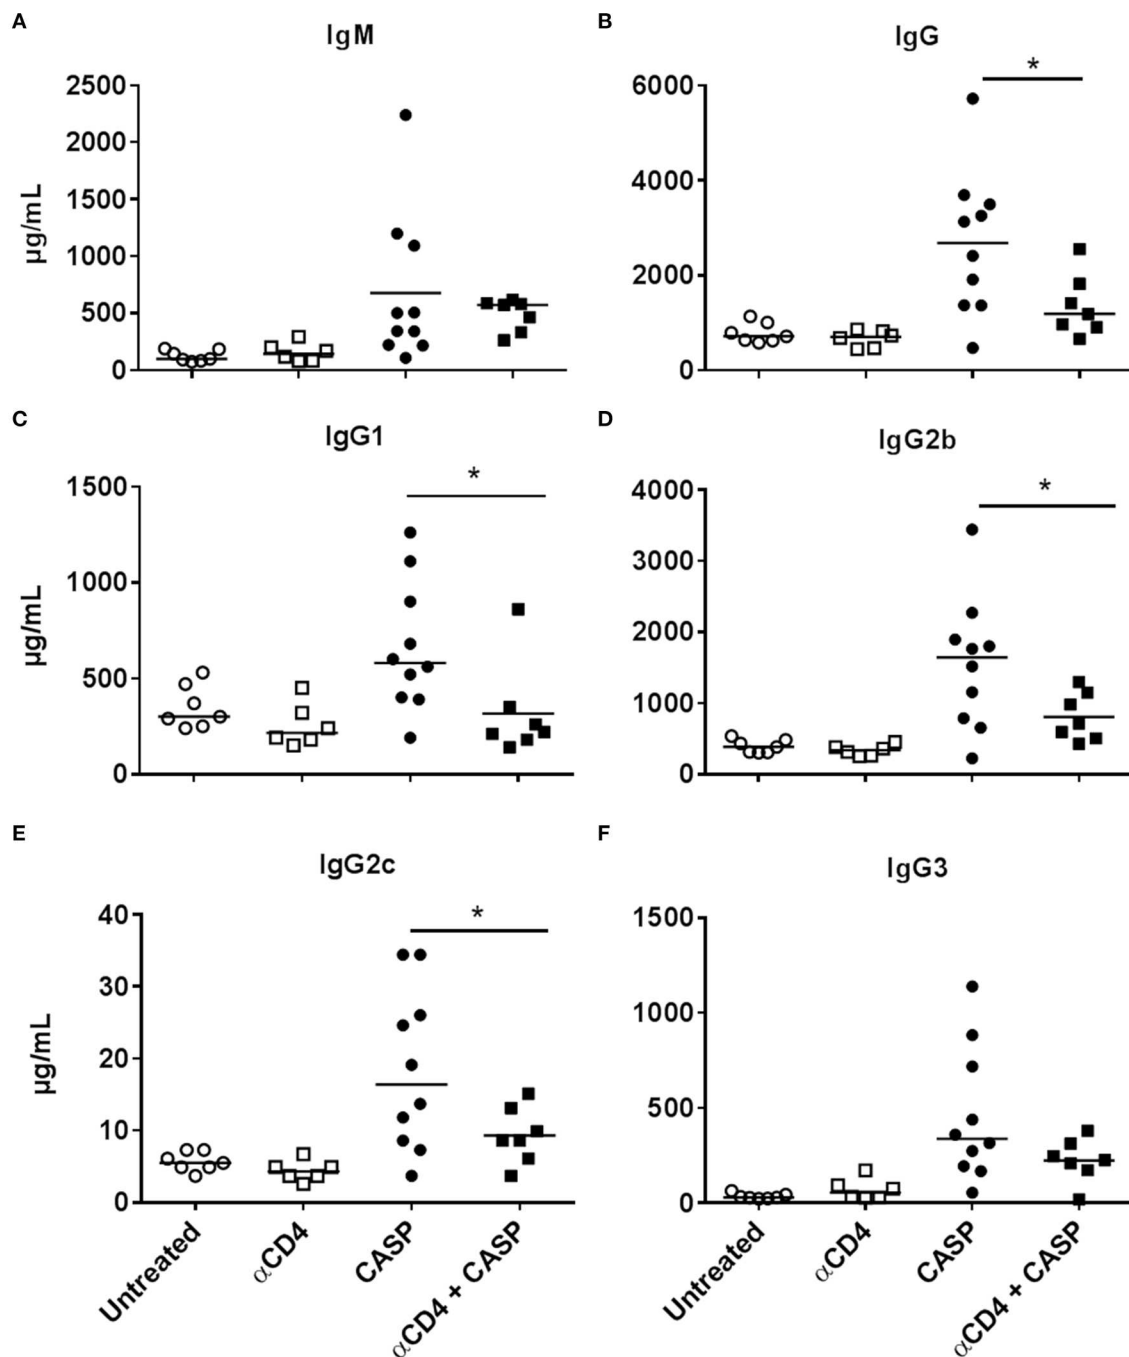 A
IgM
2500
2000
1500
1000
500
0
µg/mL
B
IgG
*
6000
4000
2000
0
C
IgG1
*
1500
1000
500
0
µg/mL
D
IgG2b
*
4000
3000
2000
1000
0
E
IgG2c
*
40
30
20
10
0
µg/mL
Untreated
αCD4
CASP
αCD4 + CASP
F
IgG3
1500
1000
500
0
Untreated
αCD4
CASP
αCD4 + CASP